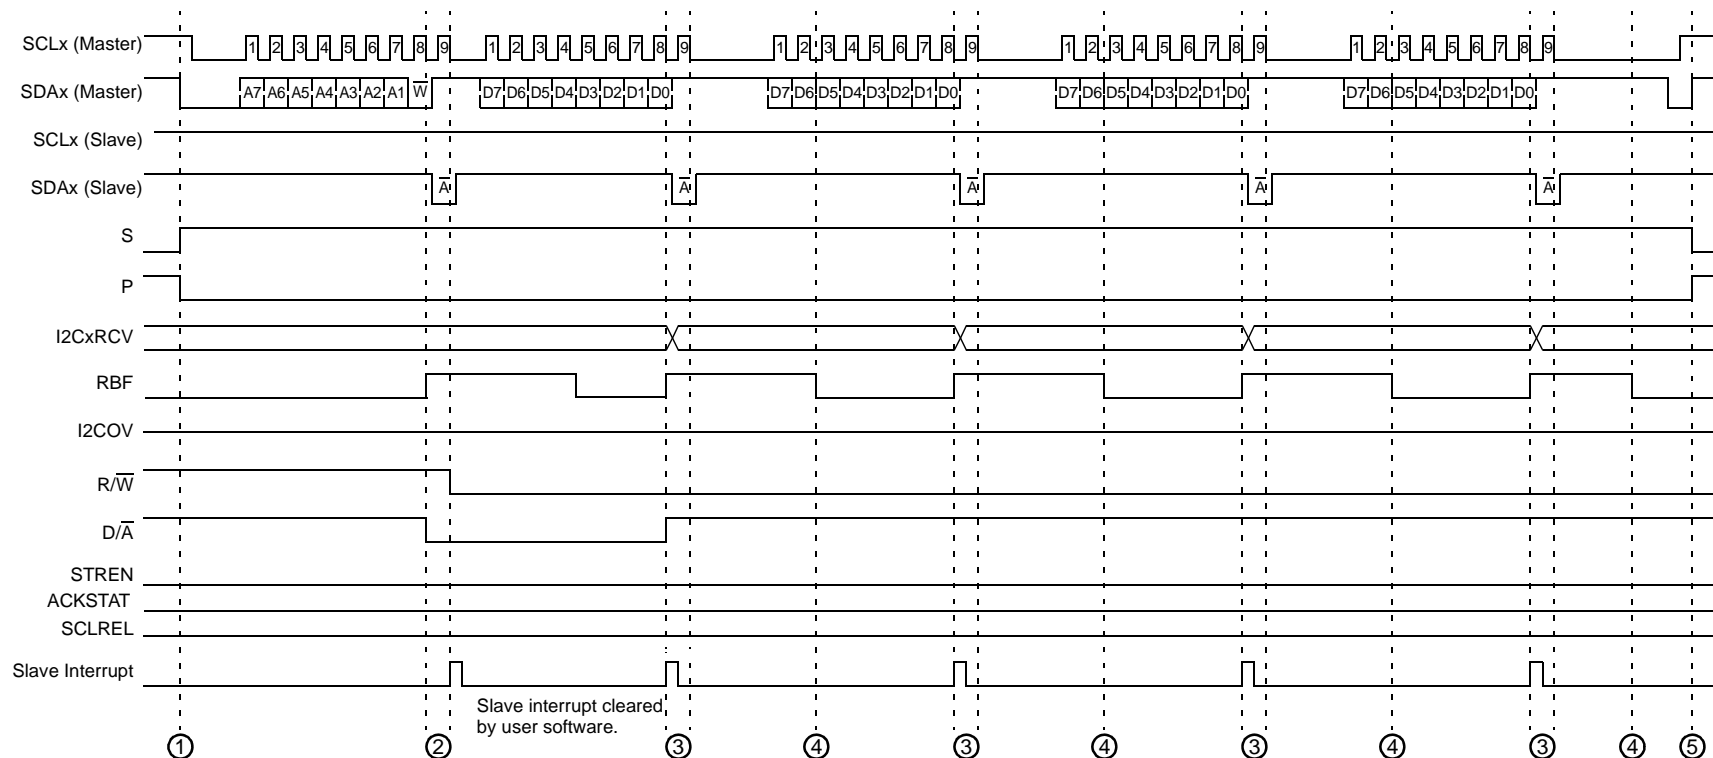 SCLx (Master) 1 2 3 4 5 6 7 8 9 1 2 3 4 5 6 7 8 9 1 2 3 4 5 6 7 8 9 1 2 3 4 5 6 7 8 9 1 2 3 4 5 6 7 8 9
SDAx (Master) A7 A6 A5 A4 A3 A2 A1 W̅ D7 D6 D5 D4 D3 D2 D1 D0 D7 D6 D5 D4 D3 D2 D1 D0 D7 D6 D5 D4 D3 D2 D1 D0 D7 D6 D5 D4 D3 D2 D1 D0
SCLx (Slave)
SDAx (Slave) A̅ A̅ A̅ A̅ A̅
S
P
I2CxRCV
RBF
I2COV
R/W̅
D/A̅
STREN
ACKSTAT
SCLREL
Slave Interrupt
Slave interrupt cleared
by user software.
① ② ③ ④ ③ ④ ③ ④ ③ ④ ⑤